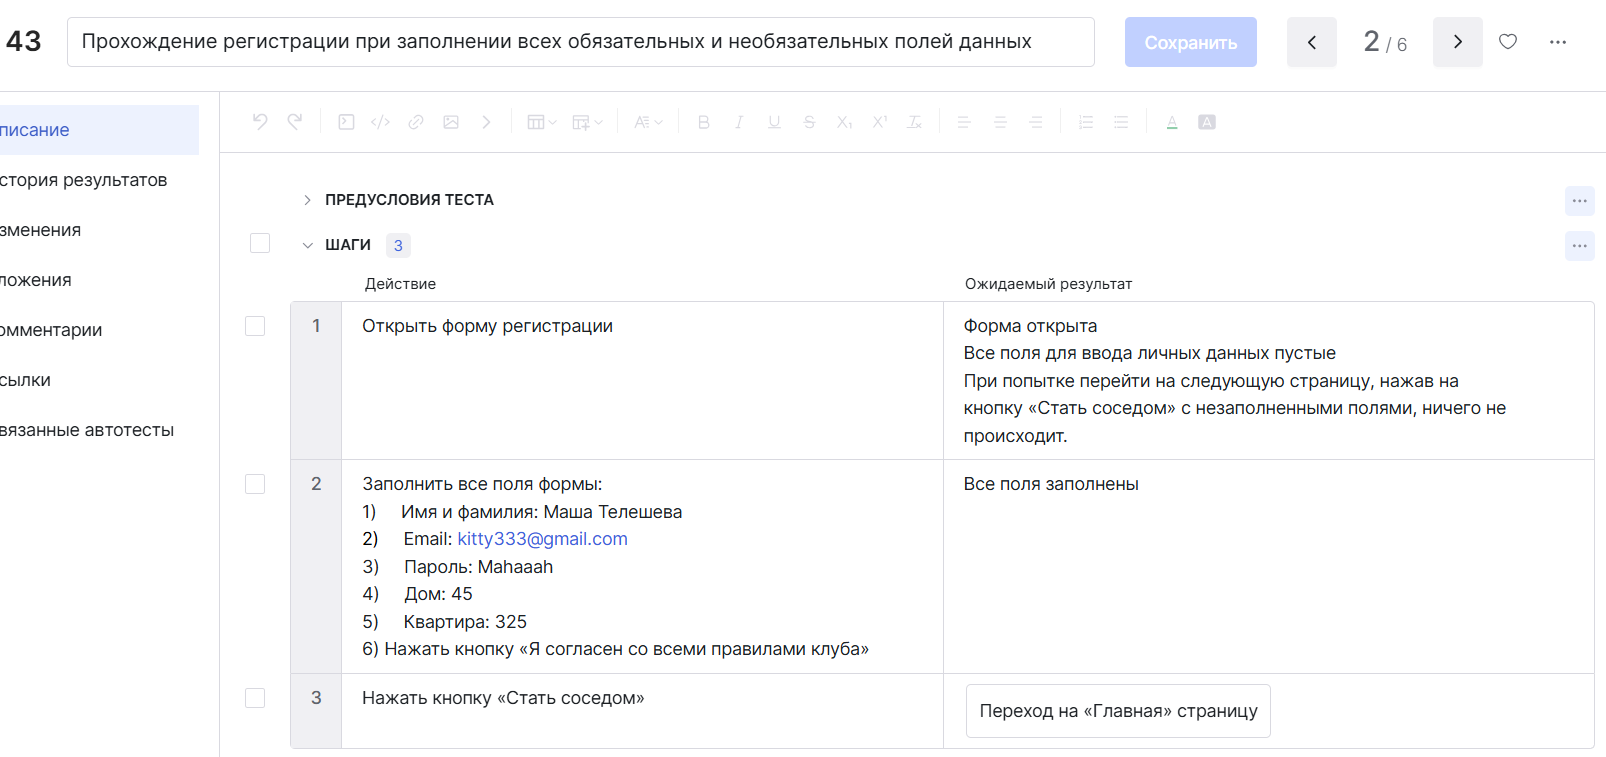 43
Прохождение регистрации при заполнении всех обязательных и необязательных полей данных
Сохранить
2 / 6
писание
стория результатов
зменения
ложения
омментарии
сылки
вязанные автотесты
ПРЕДУСЛОВИЯ ТЕСТА
ШАГИ 3
Действие
Ожидаемый результат
1
Открыть форму регистрации
Форма открыта
Все поля для ввода личных данных пустые
При попытке перейти на следующую страницу, нажав на
кнопку «Стать соседом» с незаполненными полями, ничего не
происходит.
2
Заполнить все поля формы:
1) Имя и фамилия: Маша Телешева
2) Email: kitty333@gmail.com
3) Пароль: Mahaaah
4) Дом: 45
5) Квартира: 325
6) Нажать кнопку «Я согласен со всеми правилами клуба»
Все поля заполнены
3
Нажать кнопку «Стать соседом»
Переход на «Главная» страницу